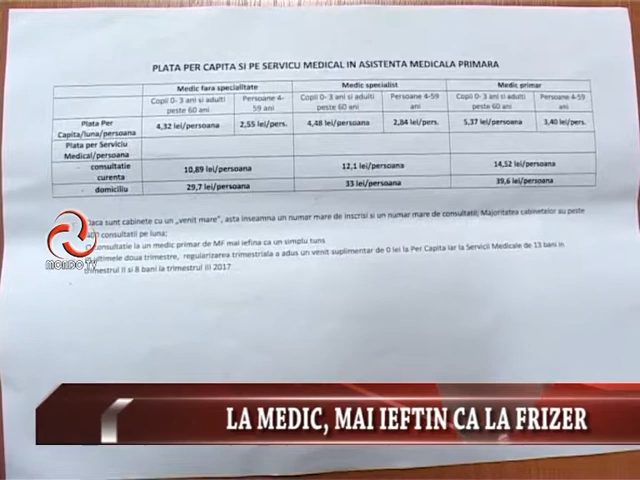 PLATA PER CAPITA SI PE SERVICU MEDICAL IN ASISTENTA MEDICALA PRIMARA
Medic fara specialitate Medic specialist Medic primar
Copii 0- 3 ani si adulti peste 60 ani Persoane 4-59 ani Copii 0- 3 ani si adulti peste 60 ani Persoane 4-59 ani Copii 0- 3 ani si adulti peste 60 ani Persoane 4-59 ani
Plata Per Capita/luna/persoana 4,32 lei/persoana 2,55 lei/pers. 4,48 lei/persoana 2,84 lei/pers. 5,37 lei/persoana 3,40 lei/pers.
Plata per Serviciu Medical/persoana
- consultatie curenta 10,89 lei/persoana 12,1 lei/persoana 14,52 lei/persoana
- domiciliu 29,7 lei/persoana 33 lei/persoana 39,6 lei/persoana
Daca sunt cabinete cu un „venit mare”, asta inseamna un numar mare de inscrisi si un numar mare de consultatii. Majoritatea cabinetelor au peste
consultatii pe luna;
consultatie la un medic primar de MF mai iefina ca un simplu tuns
ultimele doua trimestre, regularizarea trimestriala a adus un venit suplimentar de 0 lei la Per Capita iar la Servicii Medicale de 13 bani in
trimestrul II si 8 bani la trimestrul III 2017
MONDO TV
LA MEDIC, MAI IEFTIN CA LA FRIZER